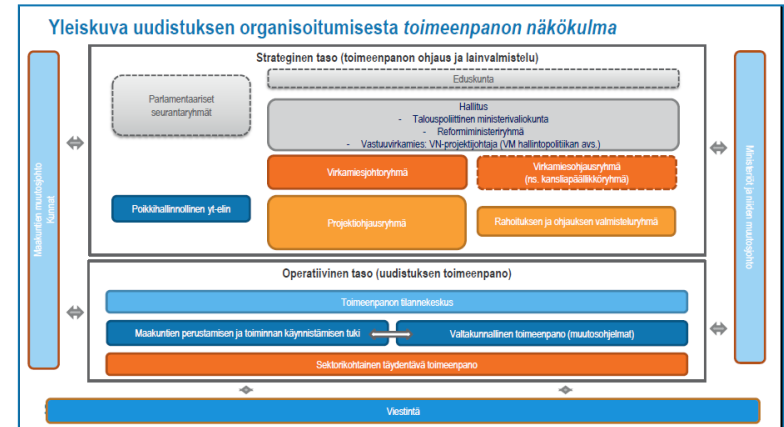 Yleiskuva uudistuksen organisoitumisesta toimeenpanon näkökulma
Strateginen taso (toimeenpanon ohjaus ja lainvalmistelu)
Parlamentaariset
seurantaryhmät
Eduskunta
Hallitus
- Talouspoliittinen ministerivaliokunta
- Reformiministeriryhmä
- Vastuuvirkamies: VN-projektijohtaja (VM hallintopolitiikan avs.)
Virkamiesjohtoryhmä
Virkamiesohjausryhmä
(ns. kansliapäällikköryhmä)
Poikkihallinnollinen yt-elin
Projektiohjausryhmä
Rahoituksen ja ohjauksen valmisteluryhmä
Maakuntien muutosjohto
Kunnat
Ministeriöt ja niiden muutosjohto
Operatiivinen taso (uudistuksen toimeenpano)
Toimeenpanon tilannekeskus
Maakuntien perustamisen ja toiminnan käynnistämisen tuki
Valtakunnallinen toimeenpano (muutosohjelmat)
Sektorikohtainen täydentävä toimeenpano
Viestintä